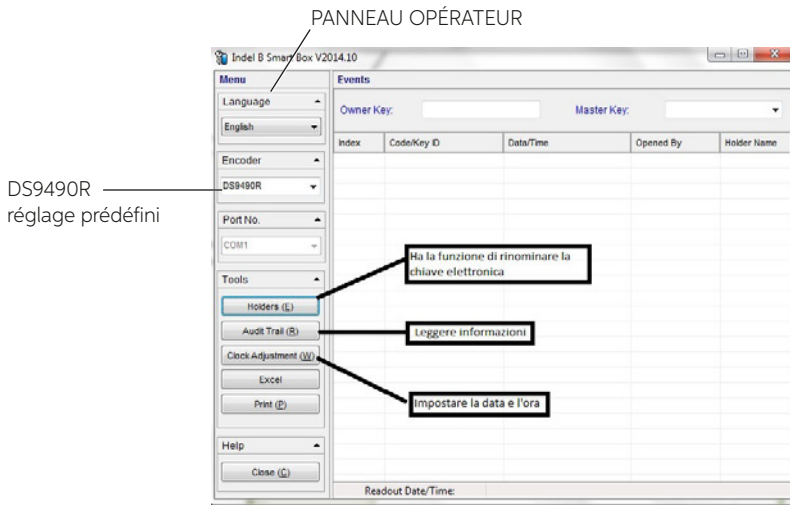 PANNEAU OPÉRATEUR
Indel B Smart Box V2014.10
Menu
Events
Language
English
Owner Key:
Master Key:
Index
Code/Key ID
Data/Time
Opened By
Holder Name
Encoder
DS9490R
DS9490R
réglage prédéfini
Port No.
COM1
Tools
Holders (E)
Audit Trail (R)
Clock Adjustment (W)
Excel
Print (P)
Ha la funzione di rinominare la
chiave elettronica
Leggere informazioni
Impostare la data e l'ora
Help
Close (C)
Readout Date/Time: